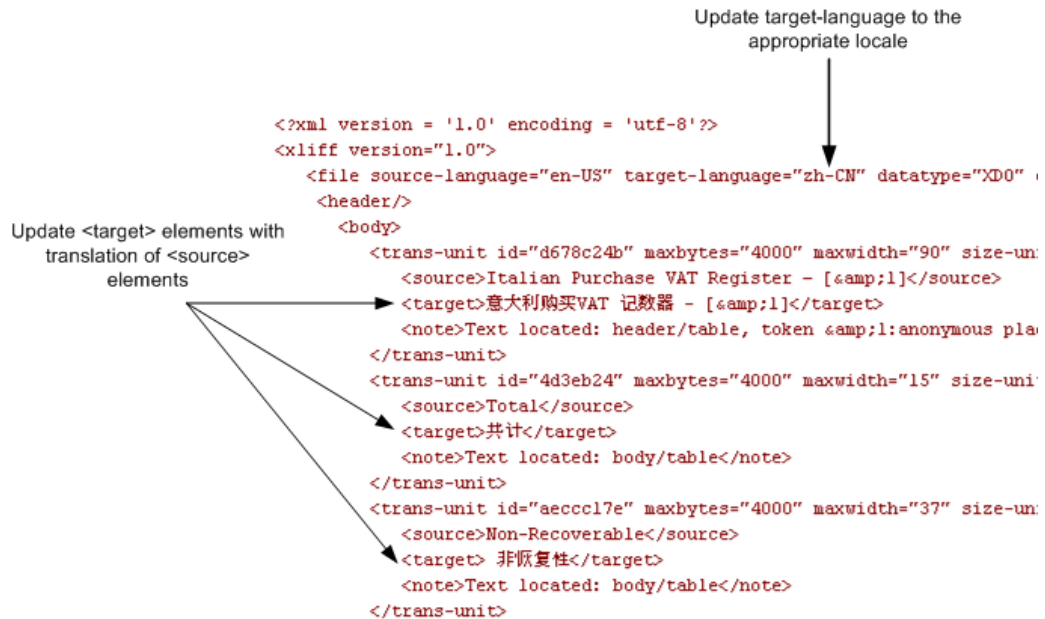 Update target-language to the
appropriate locale
<?xml version = '1.0' encoding = 'utf-8'?>
<xliff version="1.0">
<file source-language="en-US" target-language="zh-CN" datatype="XDO"
<header/>
<body>
Update <target> elements with
translation of <source>
elements
<trans-unit id="d678c24b" maxbytes="4000" maxwidth="90" size-uni
<source>Italian Purchase VAT Register - [&amp;1]</source>
<target>意大利购买VAT 记数器 - [&amp;1]</target>
<note>Text located: header/table, token &amp;1:anonymous plac
</trans-unit>
<trans-unit id="4d3eb24" maxbytes="4000" maxwidth="15" size-unit
<source>Total</source>
<target>共计</target>
<note>Text located: body/table</note>
</trans-unit>
<trans-unit id="aeccc17e" maxbytes="4000" maxwidth="37" size-uni
<source>Non-Recoverable</source>
<target> 非恢复性</target>
<note>Text located: body/table</note>
</trans-unit>